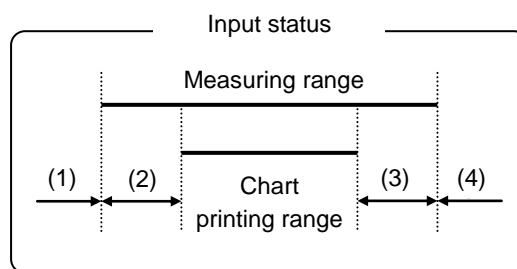 Input status
Measuring range
(1) (2) (3) (4)
Chart
printing range